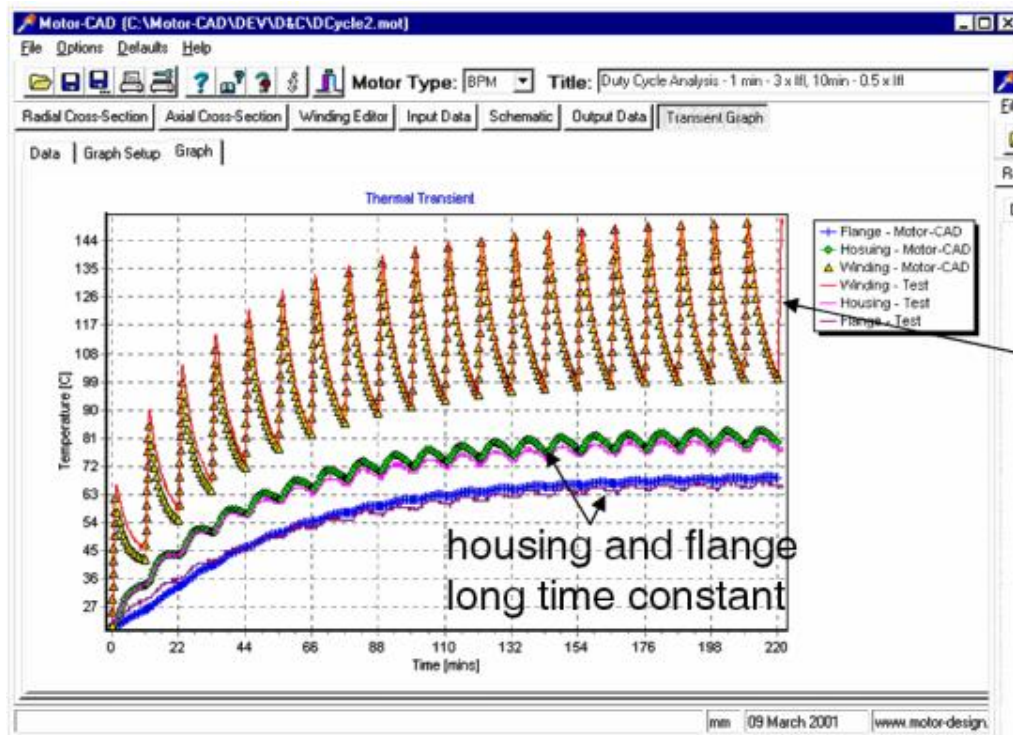 Motor-CAD (C:\Motor-CAD\DEV\D&C\DCycle2.mot)
File Options Defaults Help
Motor Type: BPM Title: Duty Cycle Analysis - 1 min - 3 x Ifl, 10min - 0.5 x Ifl
Radial Cross-Section Axial Cross-Section Winding Editor Input Data Schematic Output Data Transient Graph
Data Graph Setup Graph
Thermal Transient
Temperature [C]
144
135
126
117
108
99
90
81
72
63
54
45
36
27
Flange - Motor-CAD
Hosuing - Motor-CAD
Winding - Motor-CAD
Winding - Test
Housing - Test
Flange - Test
housing and flange
long time constant
0 22 44 66 88 110 132 154 176 198 220
Time [mins]
mm 09 March 2001 www.motor-design.